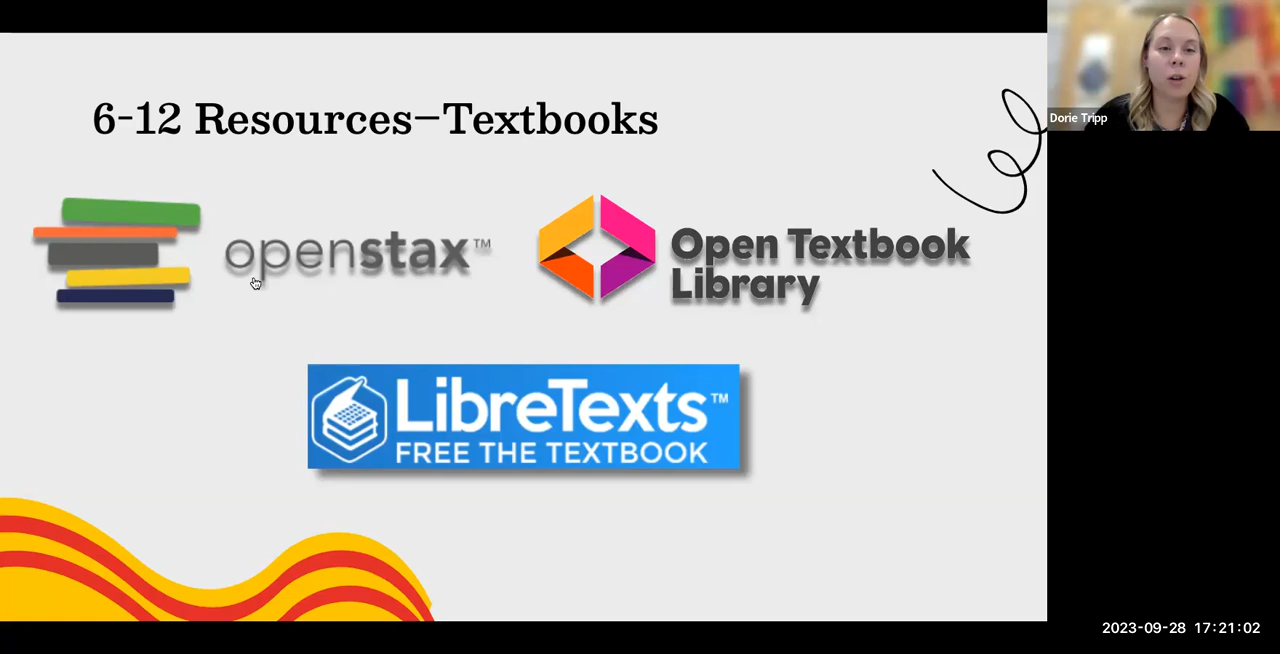 6-12 Resources—Textbooks
openstax™
Open Textbook
Library
LibreTexts™
FREE THE TEXTBOOK
Dorie Tripp
2023-09-28 17:21:02